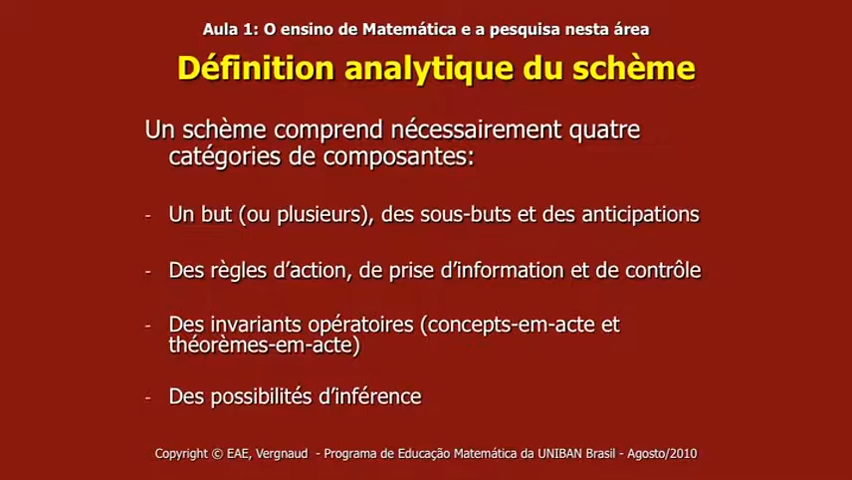 Aula 1: O ensino de Matemática e a pesquisa nesta área
Définition analytique du schème
Un schème comprend nécessairement quatre
catégories de composantes:
- Un but (ou plusieurs), des sous-buts et des anticipations
- Des règles d'action, de prise d'information et de contrôle
- Des invariants opératoires (concepts-em-acte et
théorèmes-em-acte)
- Des possibilités d'inférence
Copyright © EAE, Vergnaud - Programa de Educação Matemática da UNIBAN Brasil - Agosto/2010